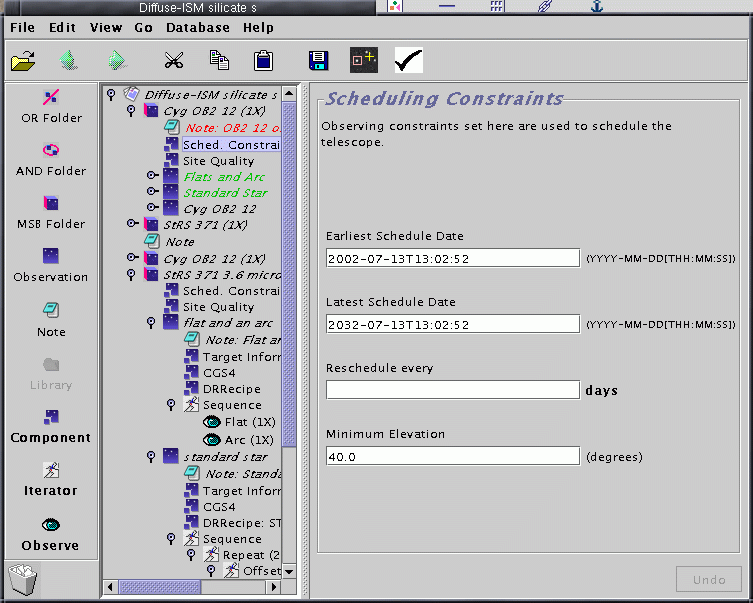 Diffuse-ISM silicate s
File Edit View Go Database Help
OR Folder
AND Folder
MSB Folder
Observation
Note
Library
Component
Iterator
Observe
Diffuse-ISM silicate s
Cyg OB2 12 (1X)
Note: OB2 12 o
Sched. Constrai
Site Quality
Flats and Arc
Standard Star
Cyg OB2 12
StRS 371 (1X)
Note
Cyg OB2 12 (1X)
StRS 371 3.6 micro
Sched. Constrai
Site Quality
flat and an arc
Note: Flat ar
Target Inforr
CGS4
DRRecipe
Sequence
Flat (1X)
Arc (1X)
standard star
Note: Standa
Target Inforr
CGS4
DRRecipe: ST
Sequence
Repeat (2
Offset
Scheduling Constraints
Observing constraints set here are used to schedule the
telescope.
Earliest Schedule Date
2002-07-13T13:02:52 (YYYY-MM-DD[THH:MM:SS])
Latest Schedule Date
2032-07-13T13:02:52 (YYYY-MM-DD[THH:MM:SS])
Reschedule every
days
Minimum Elevation
40.0 (degrees)
Undo